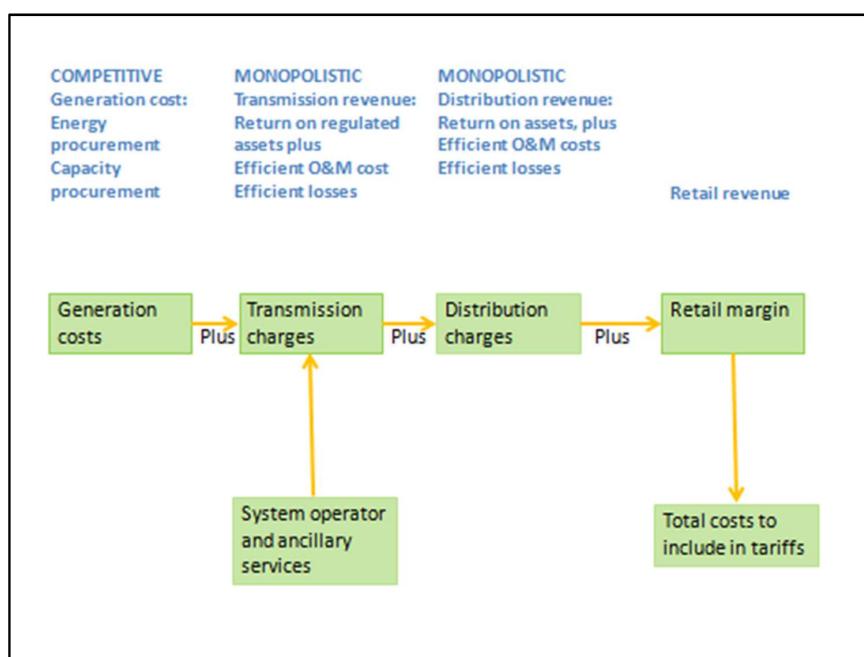 COMPETITIVE
Generation cost:
Energy
procurement
Capacity
procurement
MONOPOLISTIC
Transmission revenue:
Return on regulated
assets plus
Efficient O&M cost
Efficient losses
MONOPOLISTIC
Distribution revenue:
Return on assets, plus
Efficient O&M costs
Efficient losses
Retail revenue
Generation
costs
Plus
Transmission
charges
Plus
Distribution
charges
Plus
Retail margin
System operator
and ancillary
services
Total costs to
include in tariffs